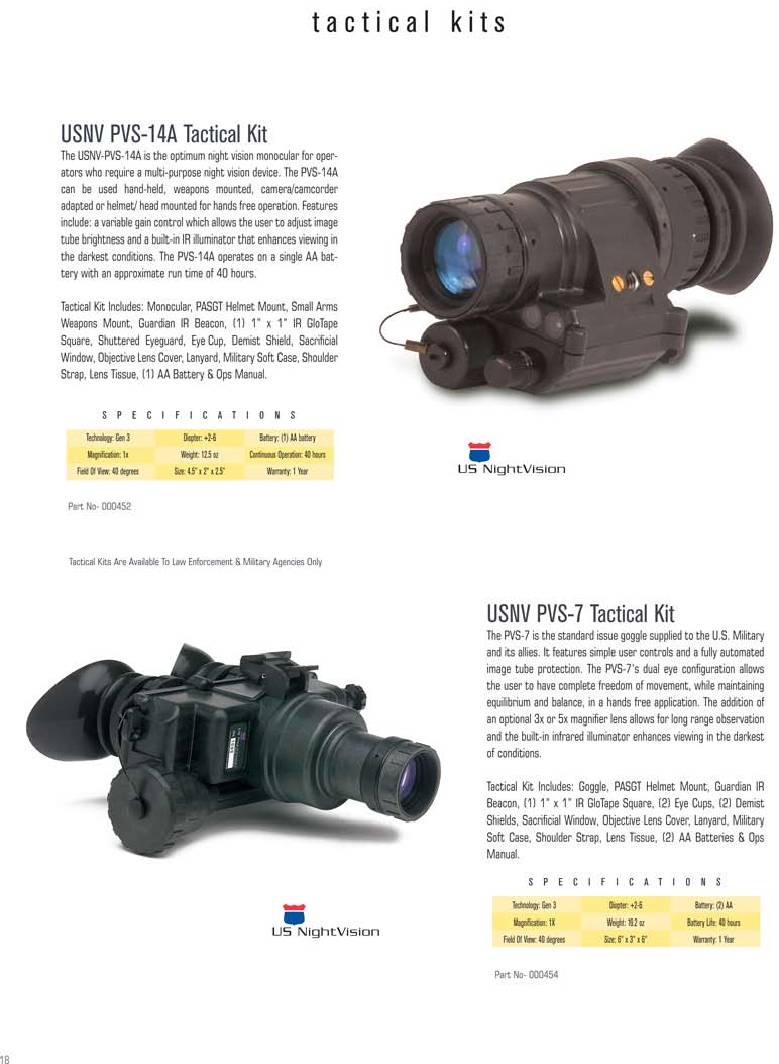 tactical kits
USNV PVS-14A Tactical Kit
The USNV-PVS-14A is the optimum night vision monocular for oper-
ators who require a multi-purpose night vision device. The PVS-14A
can be used hand-held, weapons mounted, camera/camcorder
adapted or helmet/ head mounted for hands free operation. Features
include: a variable gain control which allows the user to adjust image
tube brightness and a built-in IR illuminator that enhances viewing in
the darkest conditions. The PVS-14A operates on a single AA bat-
tery with an approximate run time of 40 hours.
Tactical Kit Includes: Monocular, PASGT Helmet Mount, Small Arms
Weapons Mount, Guardian IR Beacon, (1) 1" x 1" IR GloTape
Square, Shuttered Eyeguard, Eye Cup, Demist Shield, Sacrificial
Window, Objective Lens Cover, Lanyard, Military Soft Case, Shoulder
Strap, Lens Tissue, (1) AA Battery & Ops Manual.
SPECIFICATIONS
Technology: Gen 3 Diopter: +2-6 Battery: (1) AA battery
Magnification: 1x Weight: 12.5 oz Continuous Operation: 40 hours
Field Of View: 40 degrees Size: 4.5" x 2" x 2.5" Warranty: 1 Year
Part No- 000452
US NightVision
Tactical Kits Are Available To Law Enforcement & Military Agencies Only
USNV PVS-7 Tactical Kit
The PVS-7 is the standard issue goggle supplied to the U.S. Military
and its allies. It features simple user controls and a fully automated
image tube protection. The PVS-7's dual eye configuration allows
the user to have complete freedom of movement, while maintaining
equilibrium and balance, in a hands free application. The addition of
an optional 3x or 5x magnifier lens allows for long range observation
and the built-in infrared illuminator enhances viewing in the darkest
of conditions.
Tactical Kit Includes: Goggle, PASGT Helmet Mount, Guardian IR
Beacon, (1) 1" x 1" IR GloTape Square, (2) Eye Cups, (2) Demist
Shields, Sacrificial Window, Objective Lens Cover, Lanyard, Military
Soft Case, Shoulder Strap, Lens Tissue, (2) AA Batteries & Ops
Manual.
SPECIFICATIONS
Technology: Gen 3 Diopter: +2-6 Battery: (2) AA
Magnification: 1X Weight: 16.2 oz Battery Life: 40 hours
Field Of View: 40 degrees Size: 6" x 3" x 6" Warranty: 1 Year
Part No- 000454
US NightVision
18